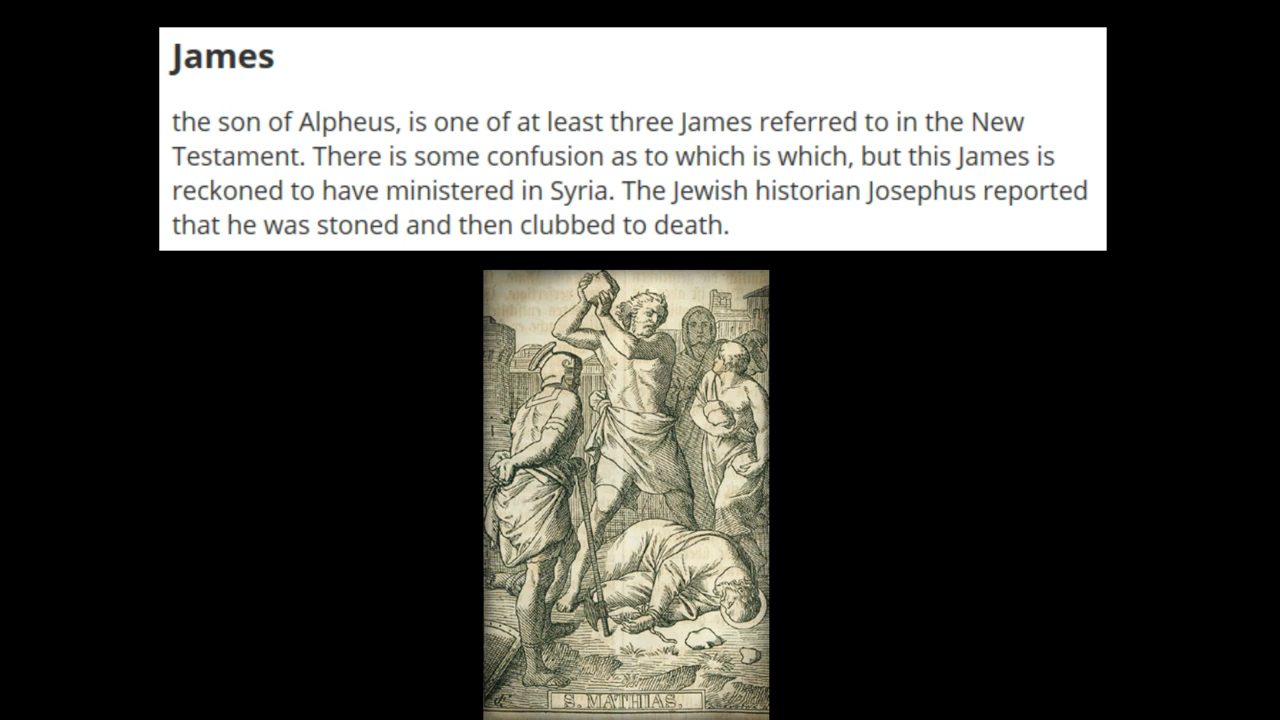 James
the son of Alpheus, is one of at least three James referred to in the New
Testament. There is some confusion as to which is which, but this James is
reckoned to have ministered in Syria. The Jewish historian Josephus reported
that he was stoned and then clubbed to death.
S. MATHIAS.